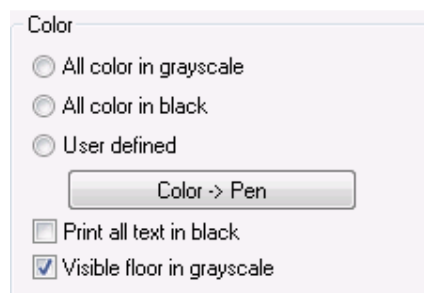 Color
All color in grayscale
All color in black
User defined
Color -> Pen
Print all text in black
Visible floor in grayscale